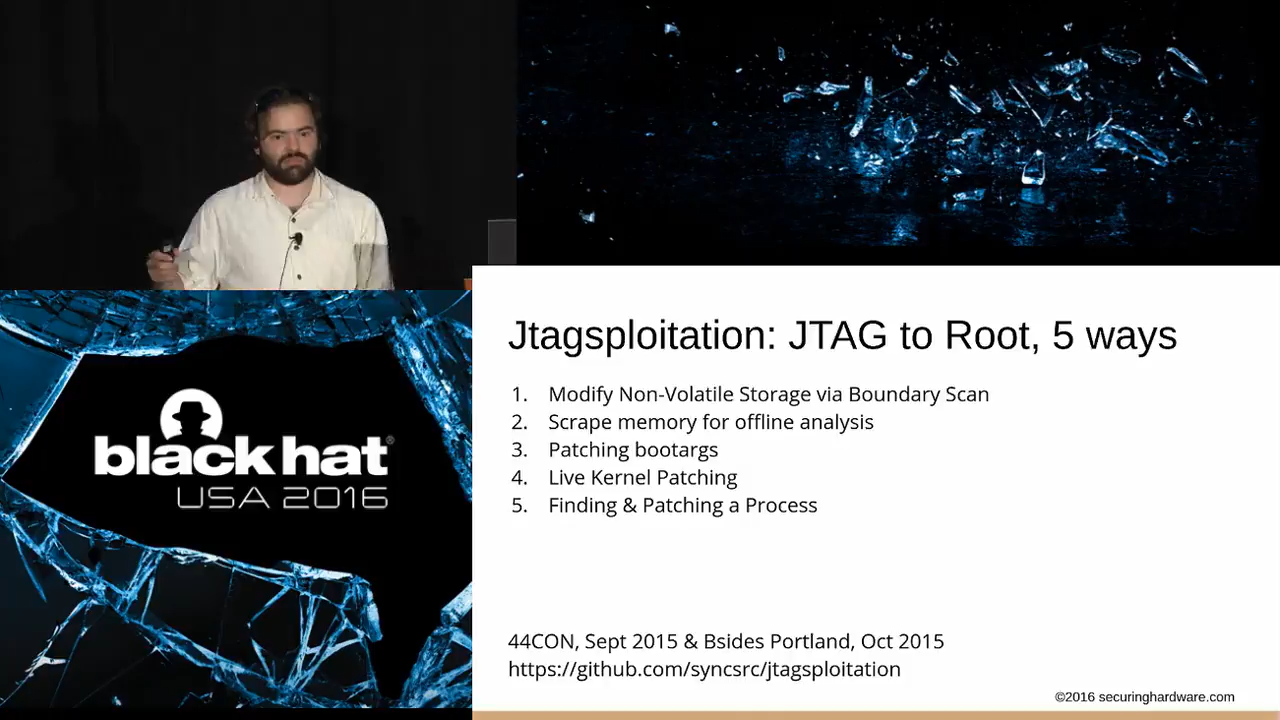 Jtagsploitation: JTAG to Root, 5 ways
1. Modify Non-Volatile Storage via Boundary Scan
2. Scrape memory for offline analysis
3. Patching bootargs
4. Live Kernel Patching
5. Finding & Patching a Process
black hat®
USA 2016
44CON, Sept 2015 & Bsides Portland, Oct 2015
https://github.com/syncsrc/jtagsploitation
©2016 securinghardware.com